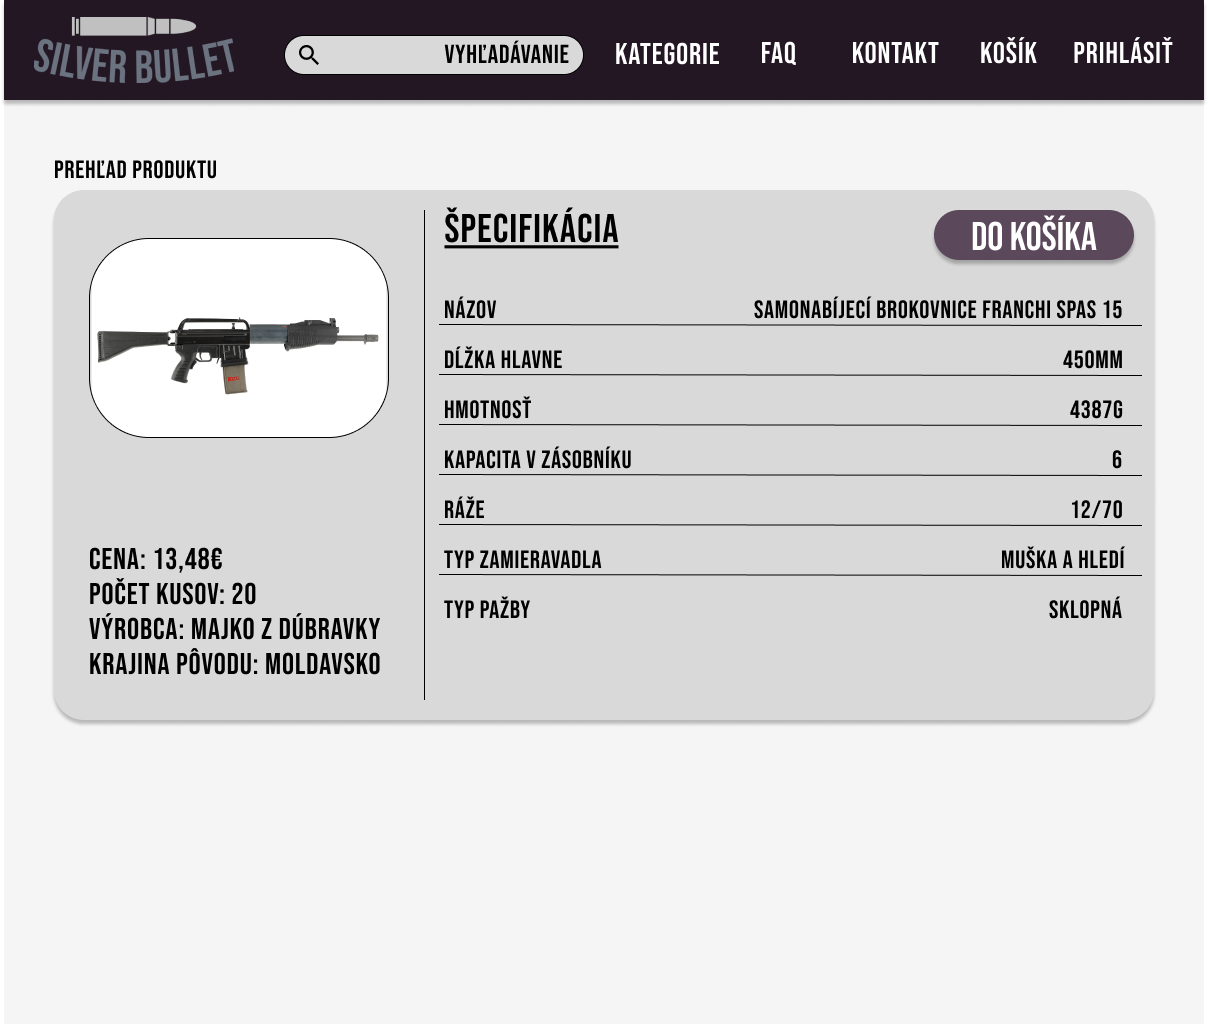 SILVER BULLET
VYHĽADÁVANIE
KATEGORIE
FAQ
KONTAKT
KOŠÍK
PRIHLÁSIŤ
PREHĽAD PRODUKTU
CENA: 13,48€
POČET KUSOV: 20
VÝROBCA: MAJKO Z DÚBRAVKY
KRAJINA PÔVODU: MOLDAVSKO
ŠPECIFIKÁCIA
DO KOŠÍKA
NÁZOV SAMONABÍJECÍ BROKOVNICE FRANCHI SPAS 15
DĹŽKA HLAVNE 450MM
HMOTNOSŤ 4387G
KAPACITA V ZÁSOBNÍKU 6
RÁŽE 12/70
TYP ZAMIERAVADLA MUŠKA A HLEDÍ
TYP PAŽBY SKLOPNÁ